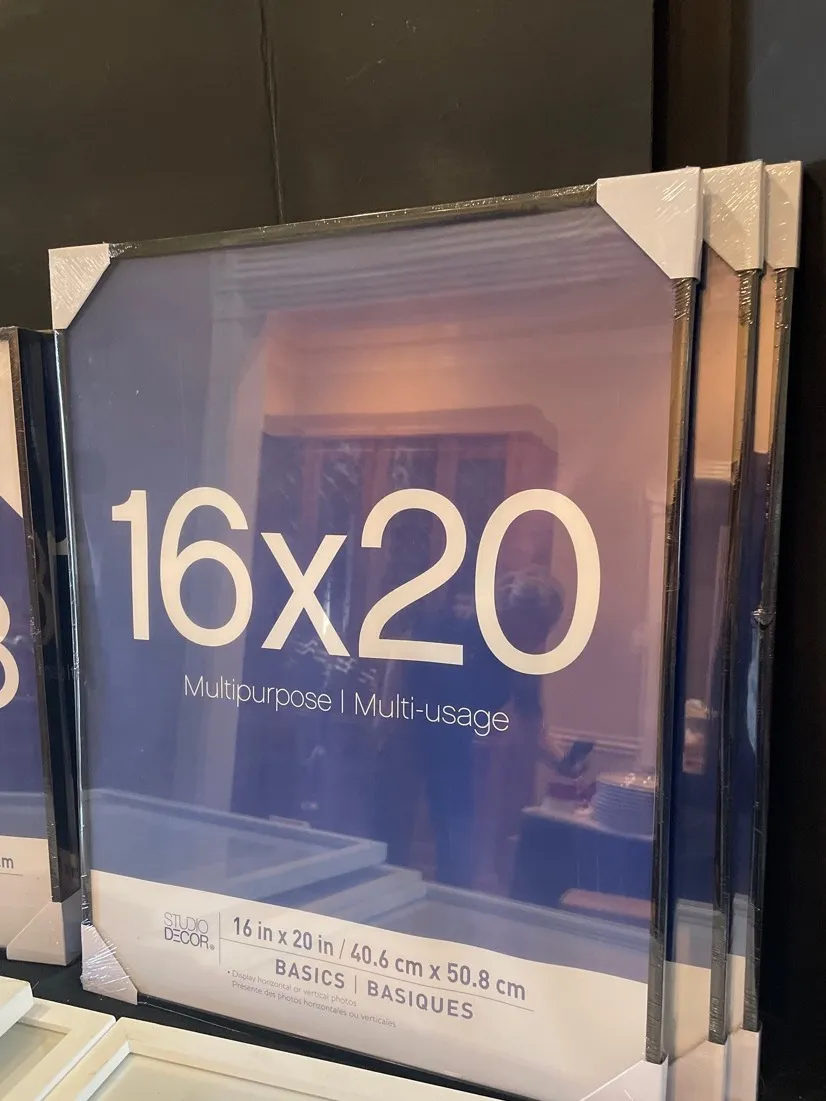 16x20
Multipurpose | Multi-usage
STUDIO
DECOR®
16 in x 20 in / 40.6 cm x 50.8 cm
BASICS | BASIQUES
• Display horizontal or vertical photos
Présente des photos horizontales ou verticales